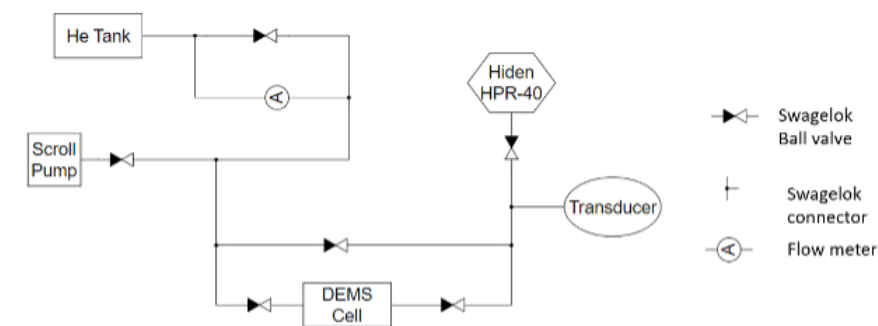 He Tank
A
Hiden
HPR-40
Swagelok
Ball valve
Scroll
Pump
Transducer
Swagelok
connector
A
Flow meter
DEMS
Cell